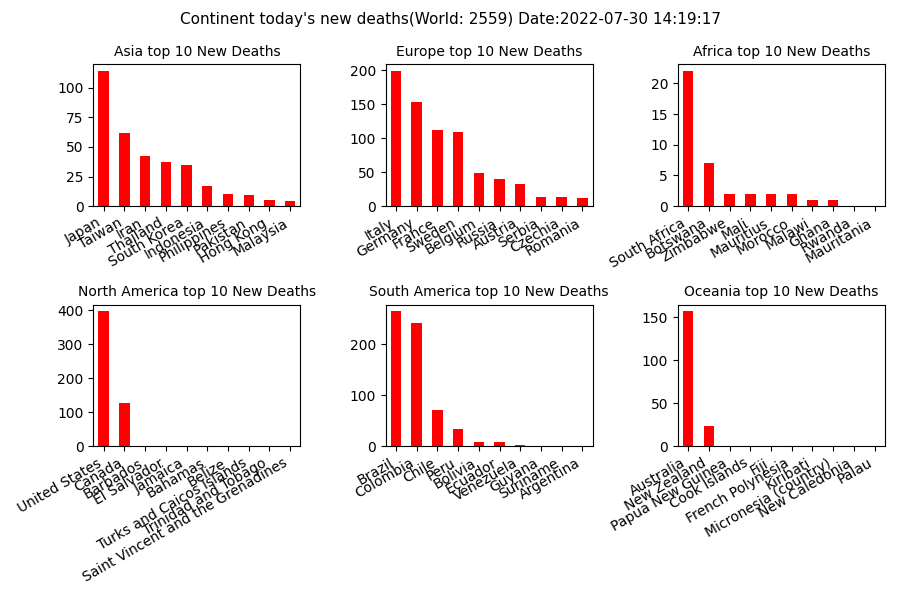 Continent today's new deaths(World: 2559) Date:2022-07-30 14:19:17
Asia top 10 New Deaths
100
75
50
25
0
Japan
Taiwan
Iran
Thailand
South Korea
Indonesia
Philippines
Pakistan
Hong Kong
Malaysia
Europe top 10 New Deaths
200
150
100
50
0
Italy
Germany
France
Sweden
Belgium
Russia
Austria
Serbia
Czechia
Romania
Africa top 10 New Deaths
20
15
10
5
0
South Africa
Botswana
Zimbabwe
Mali
Mauritius
Morocco
Malawi
Ghana
Rwanda
Mauritania
North America top 10 New Deaths
400
300
200
100
0
United States
Canada
Barbados
El Salvador
Jamaica
Bahamas
Belize
Turks and Caicos Islands
Trinidad and Tobago
Saint Vincent and the Grenadines
South America top 10 New Deaths
200
100
0
Brazil
Colombia
Chile
Peru
Bolivia
Ecuador
Venezuela
Guyana
Suriname
Argentina
Oceania top 10 New Deaths
150
100
50
0
Australia
New Zealand
Papua New Guinea
Cook Islands
Fiji
French Polynesia
Kiribati
Micronesia (country)
New Caledonia
Palau